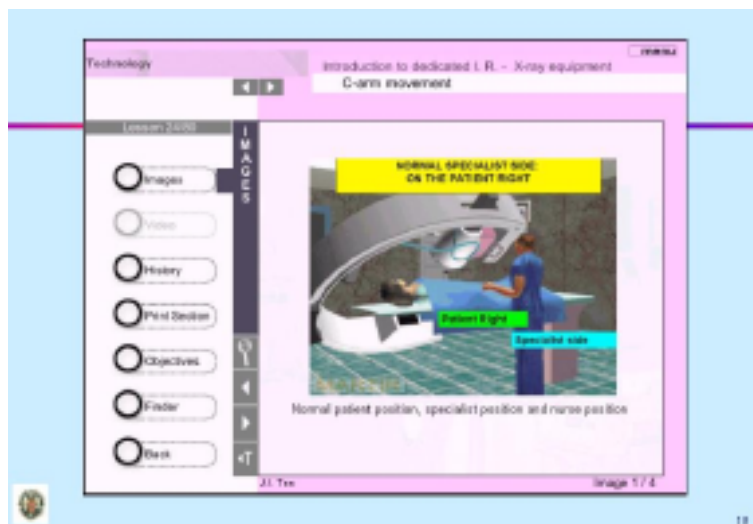 menu
Technology
Introduction to dedicated I. R. - X-ray equipment
C-arm movement
Lesson 24/80
IMAGES
NORMAL SPECIALIST SIDE:
ON THE PATIENT RIGHT
Images
Video
History
Patient Right
Print Section
Specialist side
Objectives
Finder
Normal patient position, specialist position and nurse position
Back
Image 1 / 4